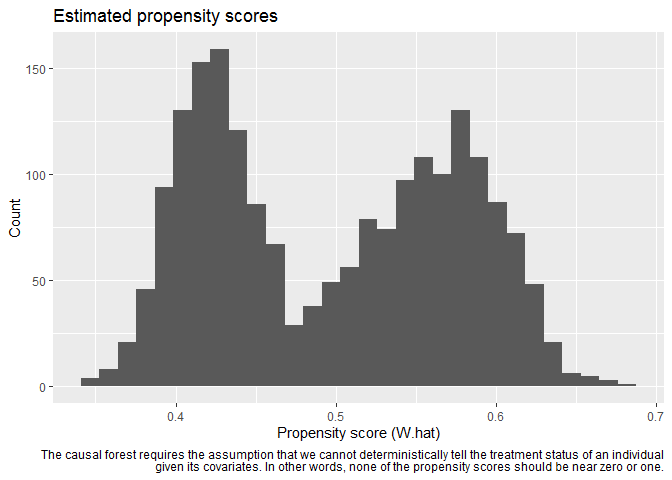 Estimated propensity scores
150
100
50
0
Count
0.4
0.5
0.6
0.7
Propensity score (W.hat)
The causal forest requires the assumption that we cannot deterministically tell the treatment status of an individual
given its covariates. In other words, none of the propensity scores should be near zero or one.